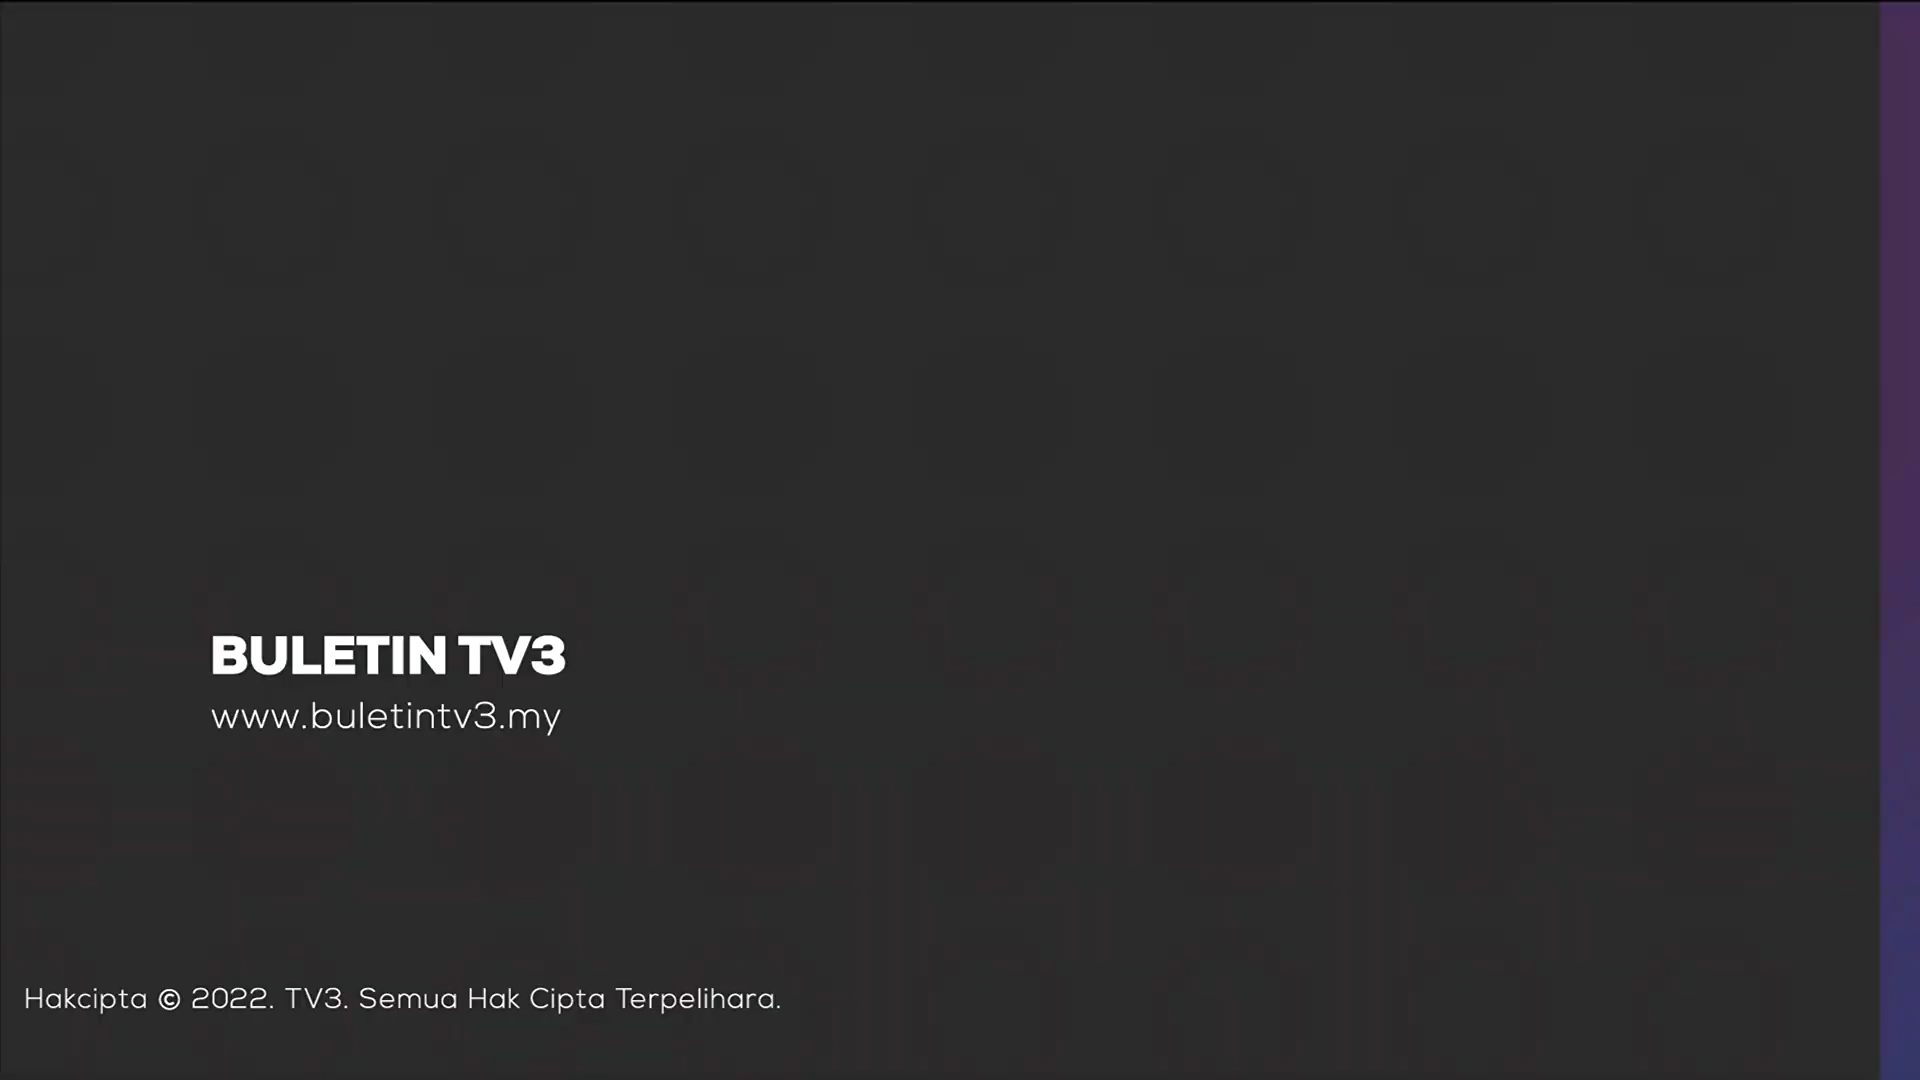 BULETIN TV3
www.buletintv3.my
Hakcipta © 2022. TV3. Semua Hak Cipta Terpelihara.